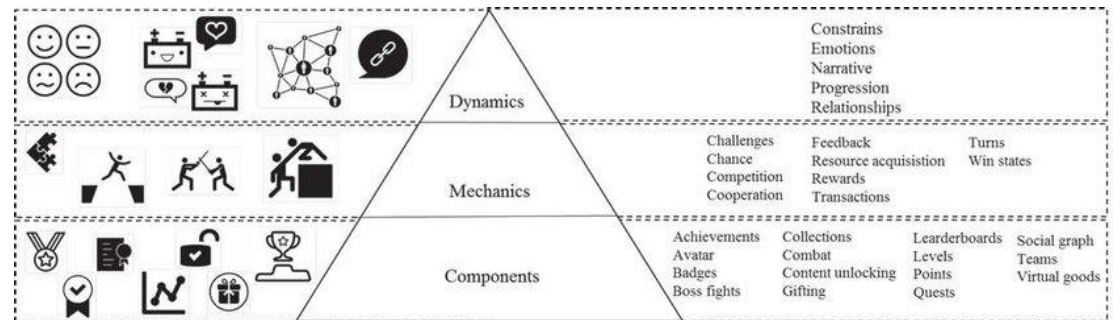 Dynamics
Constrains
Emotions
Narrative
Progression
Relationships
Mechanics
Challenges
Chance
Competition
Cooperation
Feedback
Resource acquisistion
Rewards
Transactions
Turns
Win states
Components
Achievements
Avatar
Badges
Boss fights
Collections
Combat
Content unlocking
Gifting
Learderboards
Levels
Points
Quests
Social graph
Teams
Virtual goods